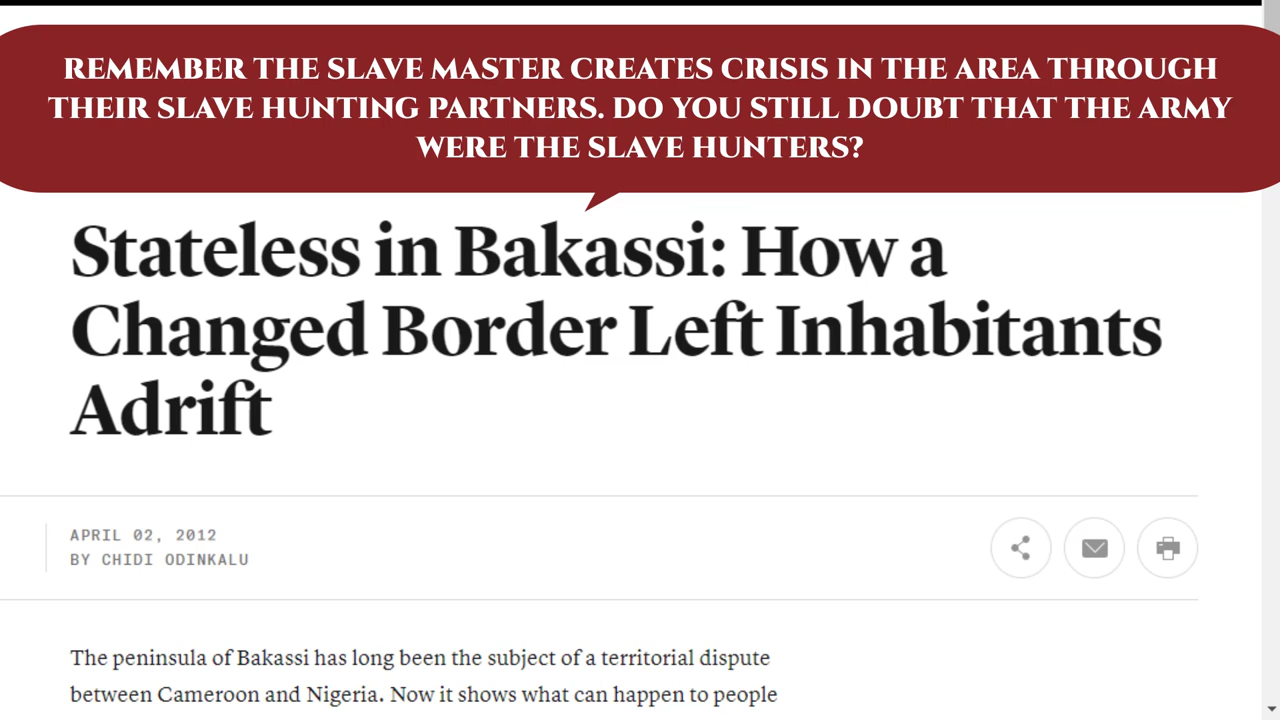 REMEMBER THE SLAVE MASTER CREATES CRISIS IN THE AREA THROUGH
THEIR SLAVE HUNTING PARTNERS. DO YOU STILL DOUBT THAT THE ARMY
WERE THE SLAVE HUNTERS?
Stateless in Bakassi: How a
Changed Border Left Inhabitants
Adrift
APRIL 02, 2012
BY CHIDI ODINKALU
The peninsula of Bakassi has long been the subject of a territorial dispute
between Cameroon and Nigeria. Now it shows what can happen to people